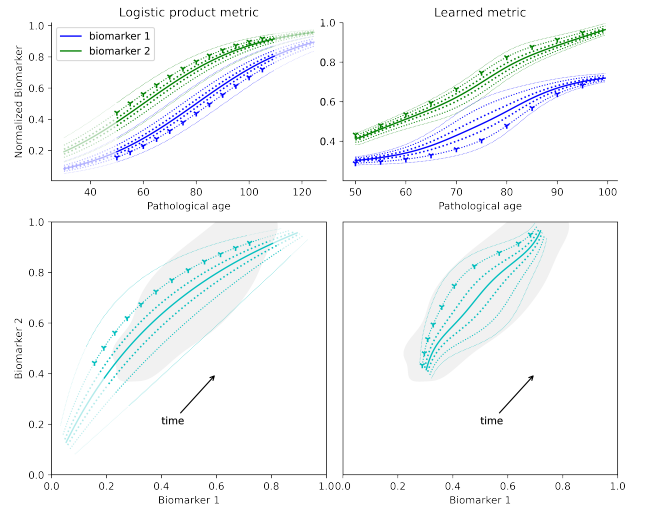 Logistic product metric
Learned metric
Normalized Biomarker
1.0
0.8
0.6
0.4
0.2
biomarker 1
biomarker 2
40 60 80 100 120
Pathological age
1.0
0.8
0.6
0.4
50 60 70 80 90 100
Pathological age
Biomarker 2
1.0
0.8
0.6
0.4
0.2
0.0
time
0.0 0.2 0.4 0.6 0.8 1.0
Biomarker 1
time
0.0 0.2 0.4 0.6 0.8 1.0
Biomarker 1